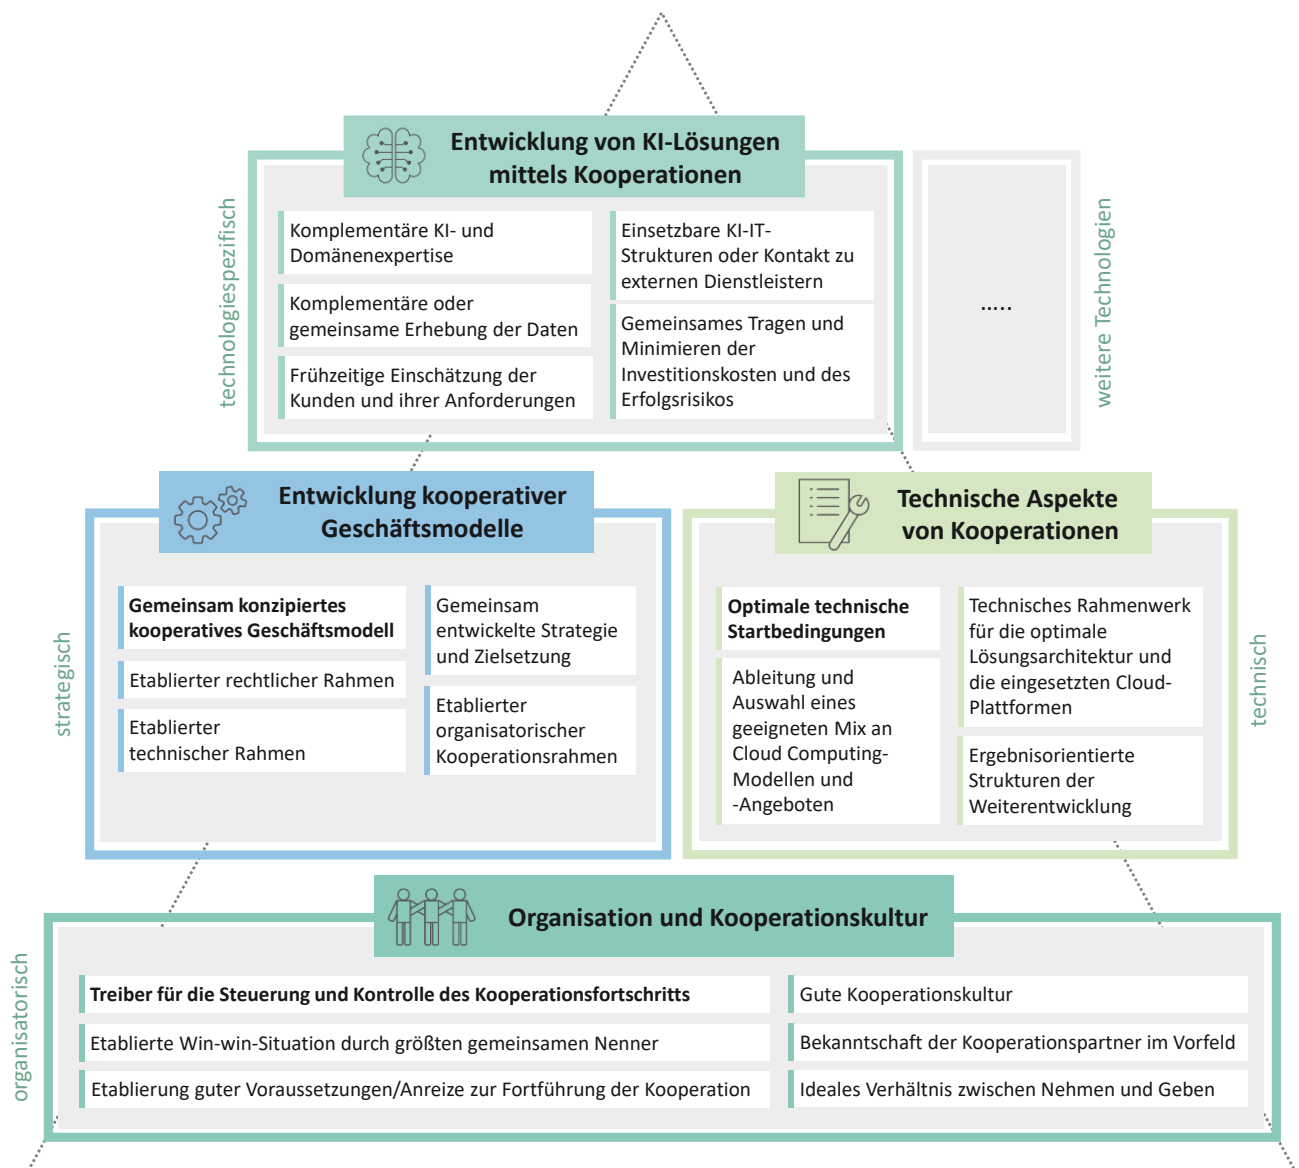 Entwicklung von KI-Lösungen
mittels Kooperationen
technologiespezifisch
Komplementäre KI- und
Domänenexpertise
Komplementäre oder
gemeinsame Erhebung der Daten
Frühzeitige Einschätzung der
Kunden und ihrer Anforderungen
Einsetzbare KI-IT-
Strukturen oder Kontakt zu
externen Dienstleistern
Gemeinsames Tragen und
Minimieren der
Investitionskosten und des
Erfolgsrisikos
.....
weitere Technologien
Entwicklung kooperativer
Geschäftsmodelle
strategisch
Gemeinsam konzipiertes
kooperatives Geschäftsmodell
Etablierter rechtlicher Rahmen
Etablierter
technischer Rahmen
Gemeinsam
entwickelte Strategie
und Zielsetzung
Etablierter
organisatorischer
Kooperationsrahmen
Technische Aspekte
von Kooperationen
Optimale technische
Startbedingungen
Ableitung und
Auswahl eines
geeigneten Mix an
Cloud Computing-
Modellen und
-Angeboten
Technisches Rahmenwerk
für die optimale
Lösungsarchitektur und
die eingesetzten Cloud-
Plattformen
Ergebnisorientierte
Strukturen der
Weiterentwicklung
technisch
Organisation und Kooperationskultur
organisatorisch
Treiber für die Steuerung und Kontrolle des Kooperationsfortschritts
Etablierte Win-win-Situation durch größten gemeinsamen Nenner
Etablierung guter Voraussetzungen/Anreize zur Fortführung der Kooperation
Gute Kooperationskultur
Bekanntschaft der Kooperationspartner im Vorfeld
Ideales Verhältnis zwischen Nehmen und Geben